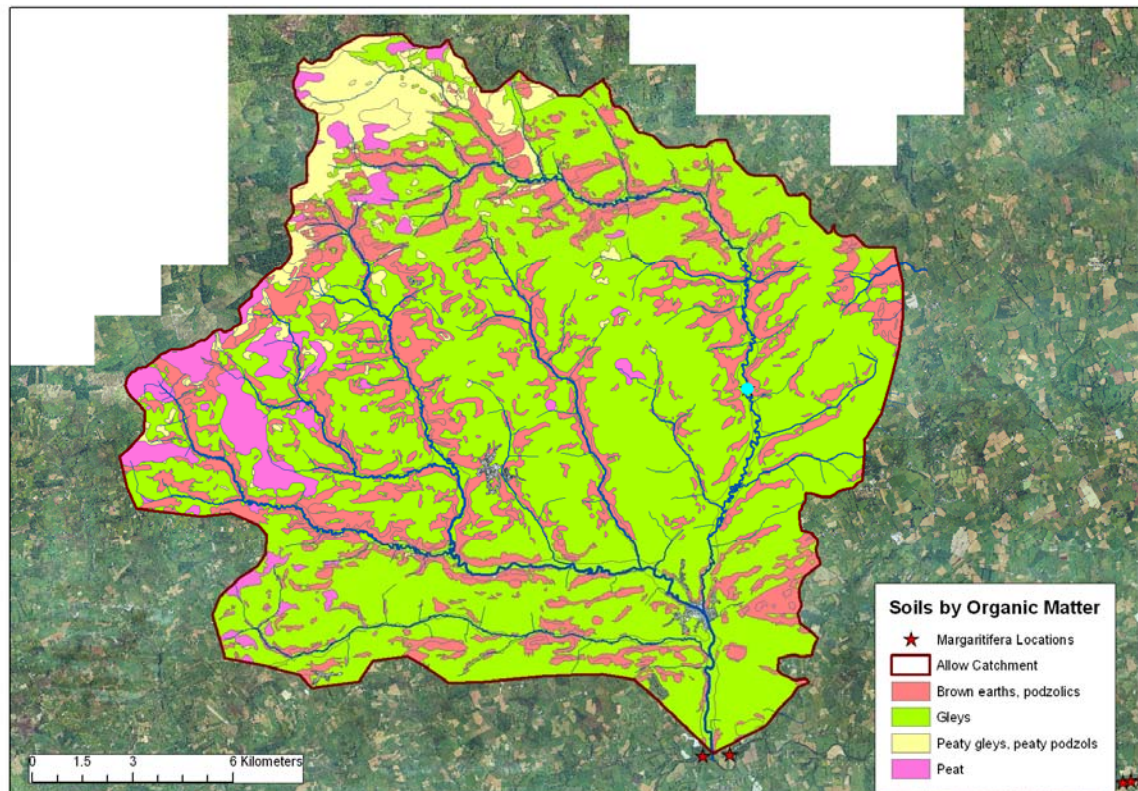 Soils by Organic Matter
Margaritifera Locations
Allow Catchment
Brown earths, podzolics
Gleys
Peaty gleys, peaty podzols
Peat
0 1.5 3 6 Kilometers